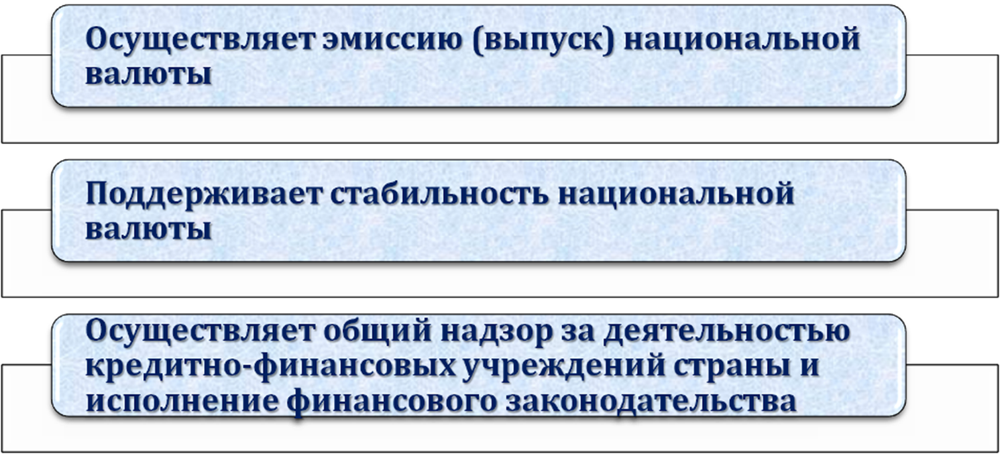 Осуществляет эмиссию (выпуск) национальной
валюты
Поддерживает стабильность национальной
валюты
Осуществляет общий надзор за деятельностью
кредитно-финансовых учреждений страны и
исполнение финансового законодательства